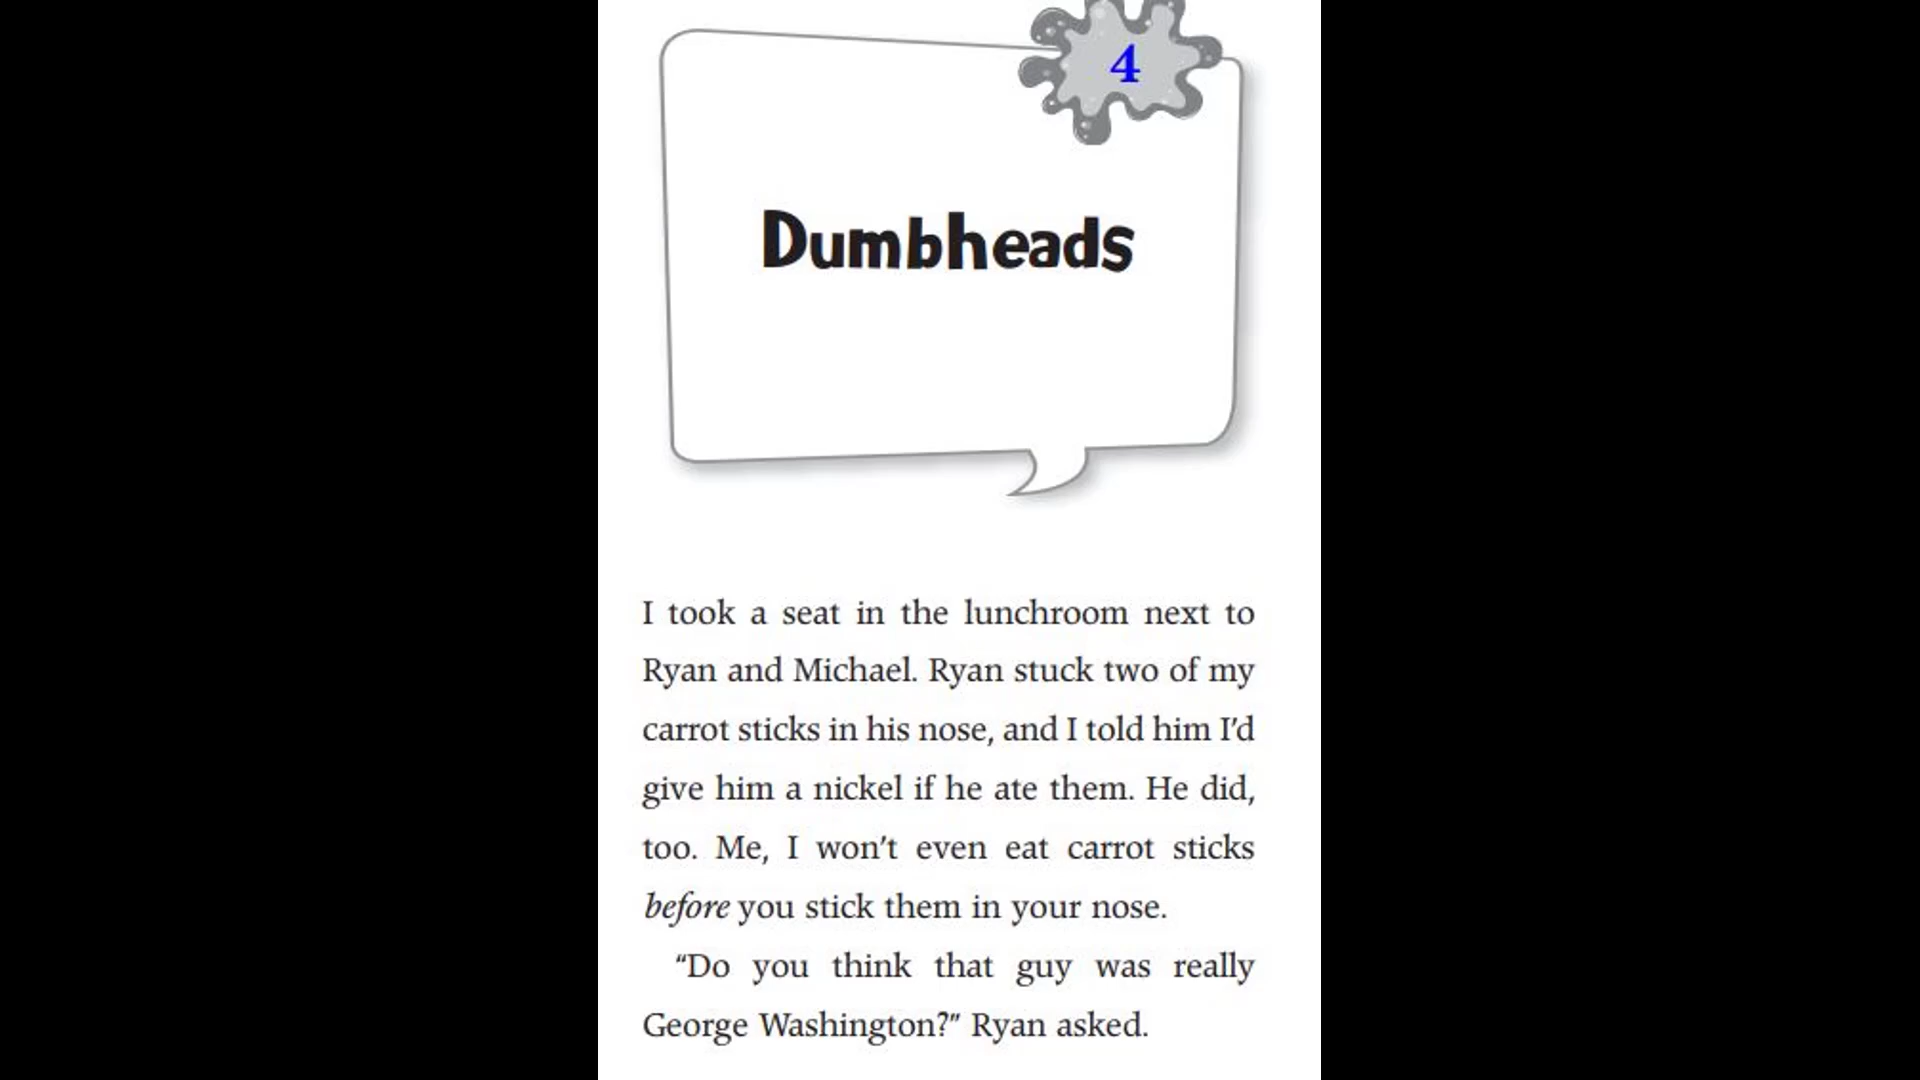 4
Dumbheads
I took a seat in the lunchroom next to
Ryan and Michael. Ryan stuck two of my
carrot sticks in his nose, and I told him I’d
give him a nickel if he ate them. He did,
too. Me, I won’t even eat carrot sticks
before you stick them in your nose.
“Do you think that guy was really
George Washington?” Ryan asked.